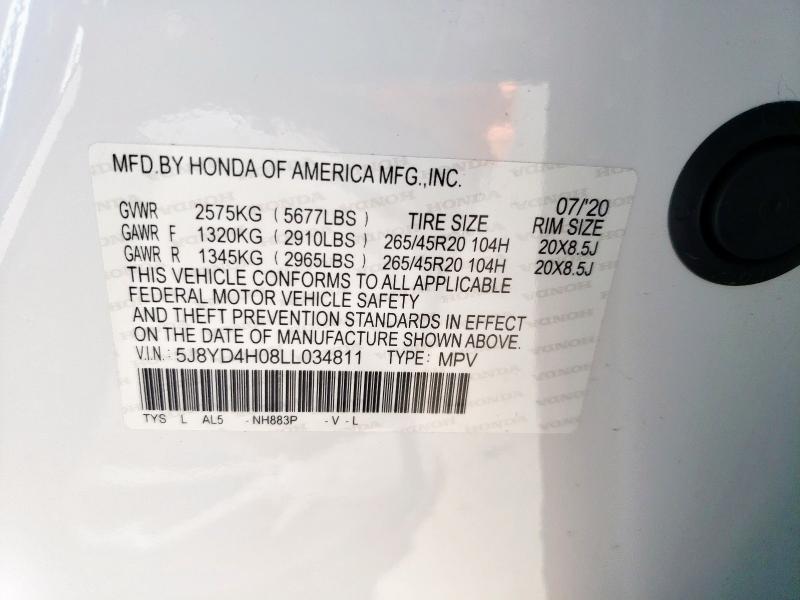 MFD.BY HONDA OF AMERICA MFG.,INC.
07/'20
GVWR 2575KG (5677LBS) TIRE SIZE RIM SIZE
GAWR F 1320KG (2910LBS) 265/45R20 104H 20X8.5J
GAWR R 1345KG (2965LBS) 265/45R20 104H 20X8.5J
THIS VEHICLE CONFORMS TO ALL APPLICABLE
FEDERAL MOTOR VEHICLE SAFETY
AND THEFT PREVENTION STANDARDS IN EFFECT
ON THE DATE OF MANUFACTURE SHOWN ABOVE.
V.I.N.: 5J8YD4H08LL034811 TYPE: MPV
TYS L AL5 -NH883P -V-L